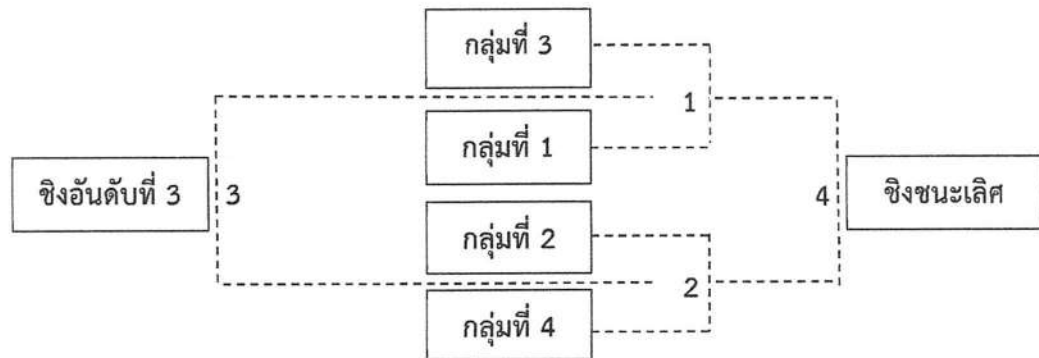 กลุ่มที่ 3
1
กลุ่มที่ 1
ชิงอันดับที่ 3
3
4
ชิงชนะเลิศ
กลุ่มที่ 2
2
กลุ่มที่ 4